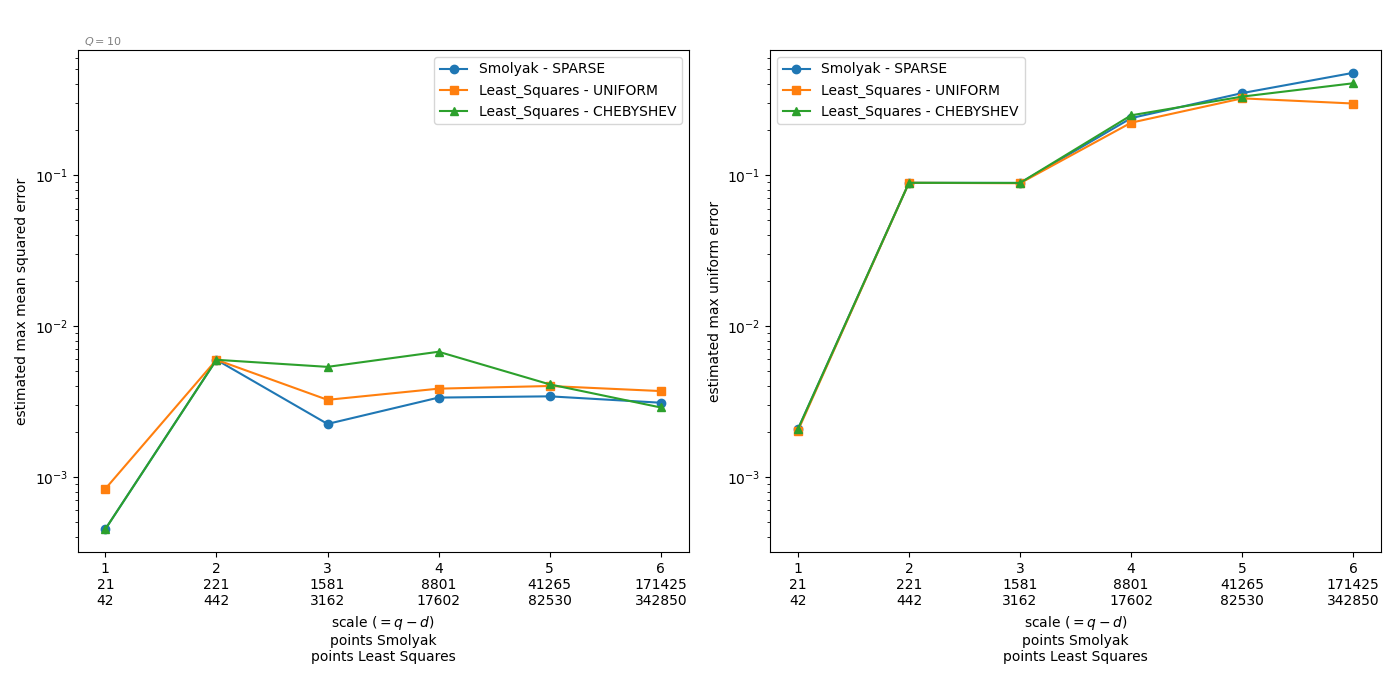 Q = 10
Smolyak - SPARSE
Least_Squares - UNIFORM
Least_Squares - CHEBYSHEV
estimated max mean squared error
10⁻¹
10⁻²
10⁻³
1 2 3 4 5 6
21 221 1581 8801 41265 171425
42 442 3162 17602 82530 342850
scale (= q − d)
points Smolyak
points Least Squares
Smolyak - SPARSE
Least_Squares - UNIFORM
Least_Squares - CHEBYSHEV
estimated max uniform error
10⁻¹
10⁻²
10⁻³
1 2 3 4 5 6
21 221 1581 8801 41265 171425
42 442 3162 17602 82530 342850
scale (= q − d)
points Smolyak
points Least Squares